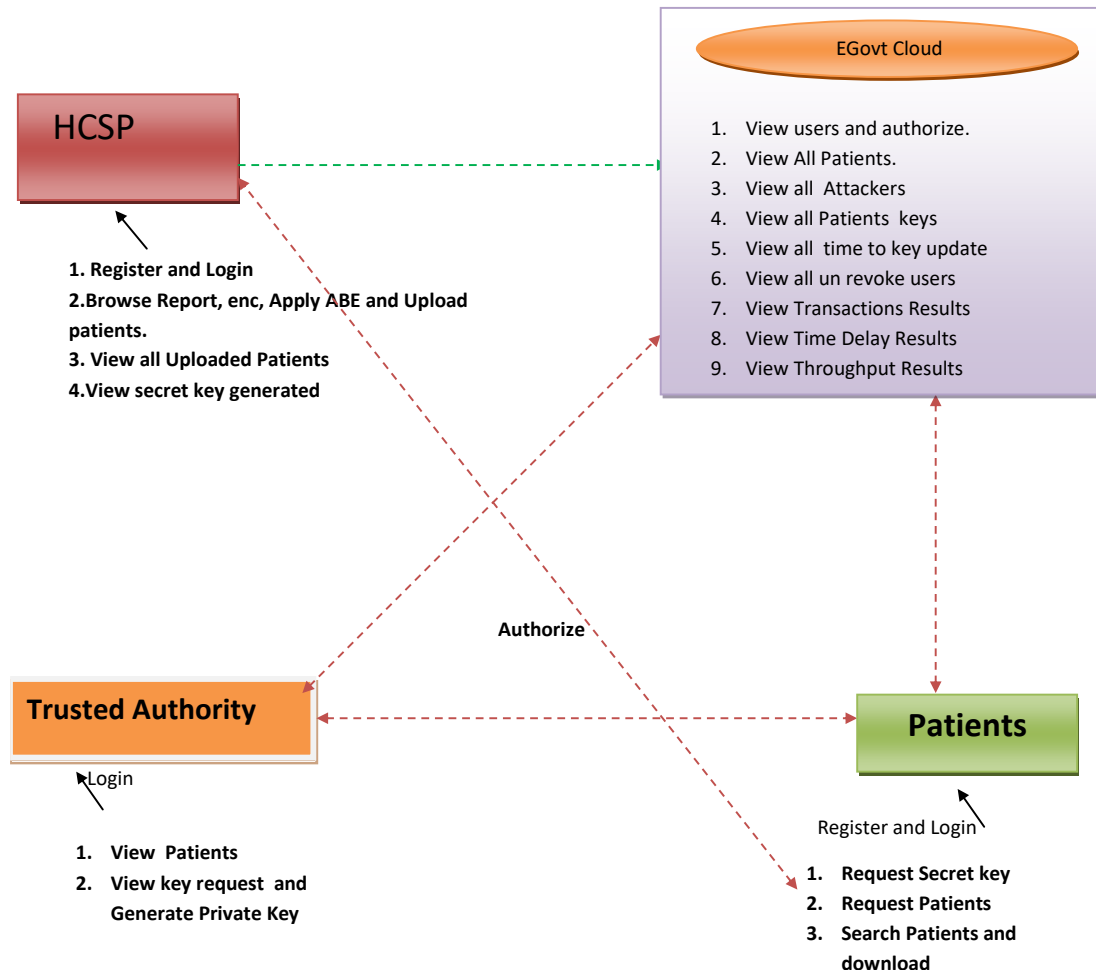 EGovt Cloud
HCSP
1. View users and authorize.
2. View All Patients.
3. View all Attackers
4. View all Patients keys
5. View all time to key update
6. View all un revoke users
7. View Transactions Results
8. View Time Delay Results
9. View Throughput Results
1. Register and Login
2.Browse Report, enc, Apply ABE and Upload
patients.
3. View all Uploaded Patients
4.View secret key generated
Authorize
Trusted Authority
Patients
Login
1. View Patients
2. View key request and
Generate Private Key
Register and Login
1. Request Secret key
2. Request Patients
3. Search Patients and
download